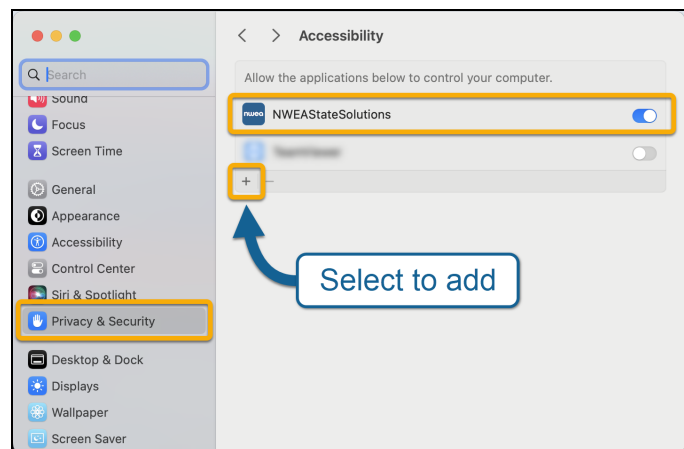 Accessibility
Search
Allow the applications below to control your computer.
Sound
nwea NWEAStateSolutions
Focus
Screen Time
+ −
General
Appearance
Accessibility
Select to add
Control Center
Siri & Spotlight
Privacy & Security
Desktop & Dock
Displays
Wallpaper
Screen Saver